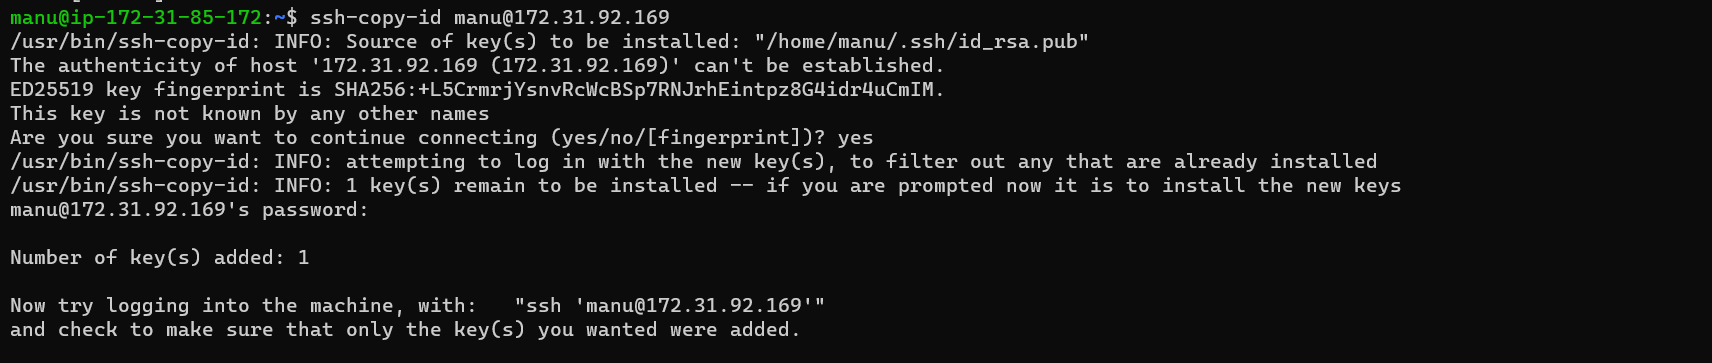 manu@ip-172-31-85-172:~$ ssh-copy-id manu@172.31.92.169
/usr/bin/ssh-copy-id: INFO: Source of key(s) to be installed: "/home/manu/.ssh/id_rsa.pub"
The authenticity of host '172.31.92.169 (172.31.92.169)' can't be established.
ED25519 key fingerprint is SHA256:+L5CrmrjYsnvRcWcBSp7RNJrhEintpz8G4idr4uCmIM.
This key is not known by any other names
Are you sure you want to continue connecting (yes/no/[fingerprint])? yes
/usr/bin/ssh-copy-id: INFO: attempting to log in with the new key(s), to filter out any that are already installed
/usr/bin/ssh-copy-id: INFO: 1 key(s) remain to be installed -- if you are prompted now it is to install the new keys
manu@172.31.92.169's password:
Number of key(s) added: 1
Now try logging into the machine, with:   "ssh 'manu@172.31.92.169'"
and check to make sure that only the key(s) you wanted were added.